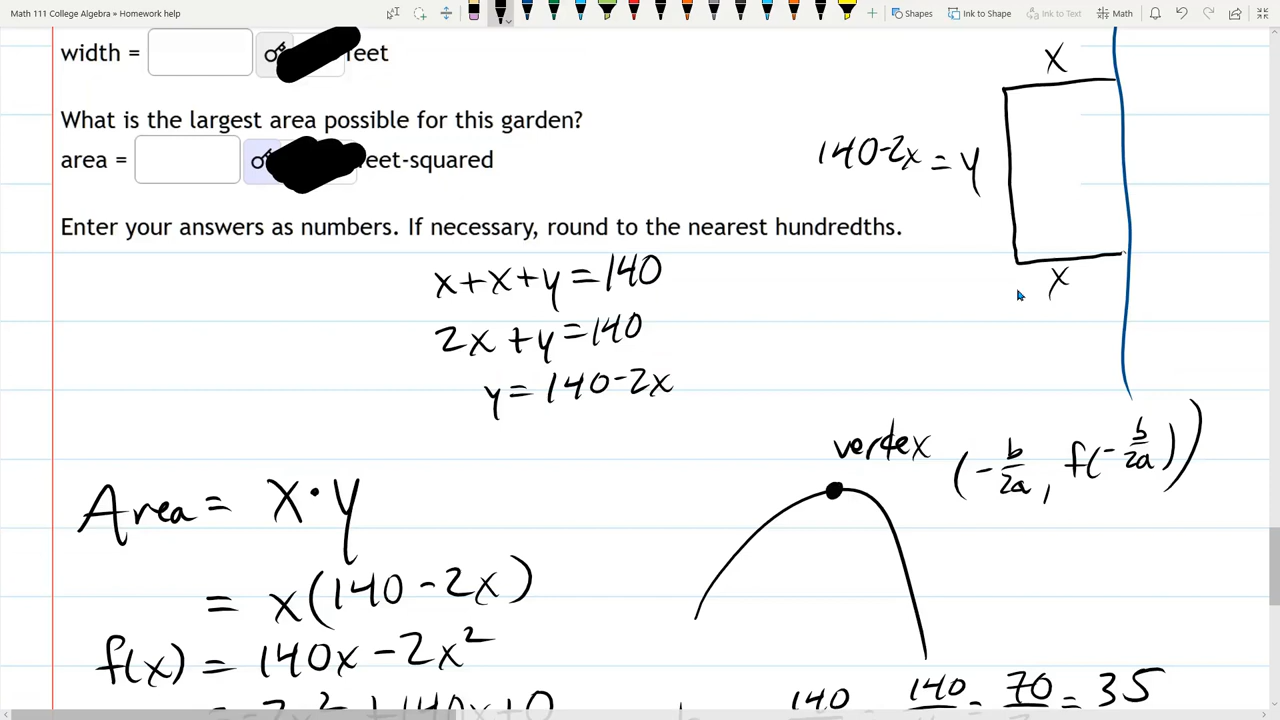 Math 111 College Algebra » Homework help
Shapes
Ink to Shape
Ink to Text
Math
width =
feet
What is the largest area possible for this garden?
area =
eet-squared
Enter your answers as numbers. If necessary, round to the nearest hundredths.
x
140-2x = y
x
x+x+y=140
2x+y=140
y=140-2x
vertex (-b/2a, f(-b/2a))
Area = x·y
= x(140-2x)
f(x) = 140x-2x²
140 140 = 70 = 35